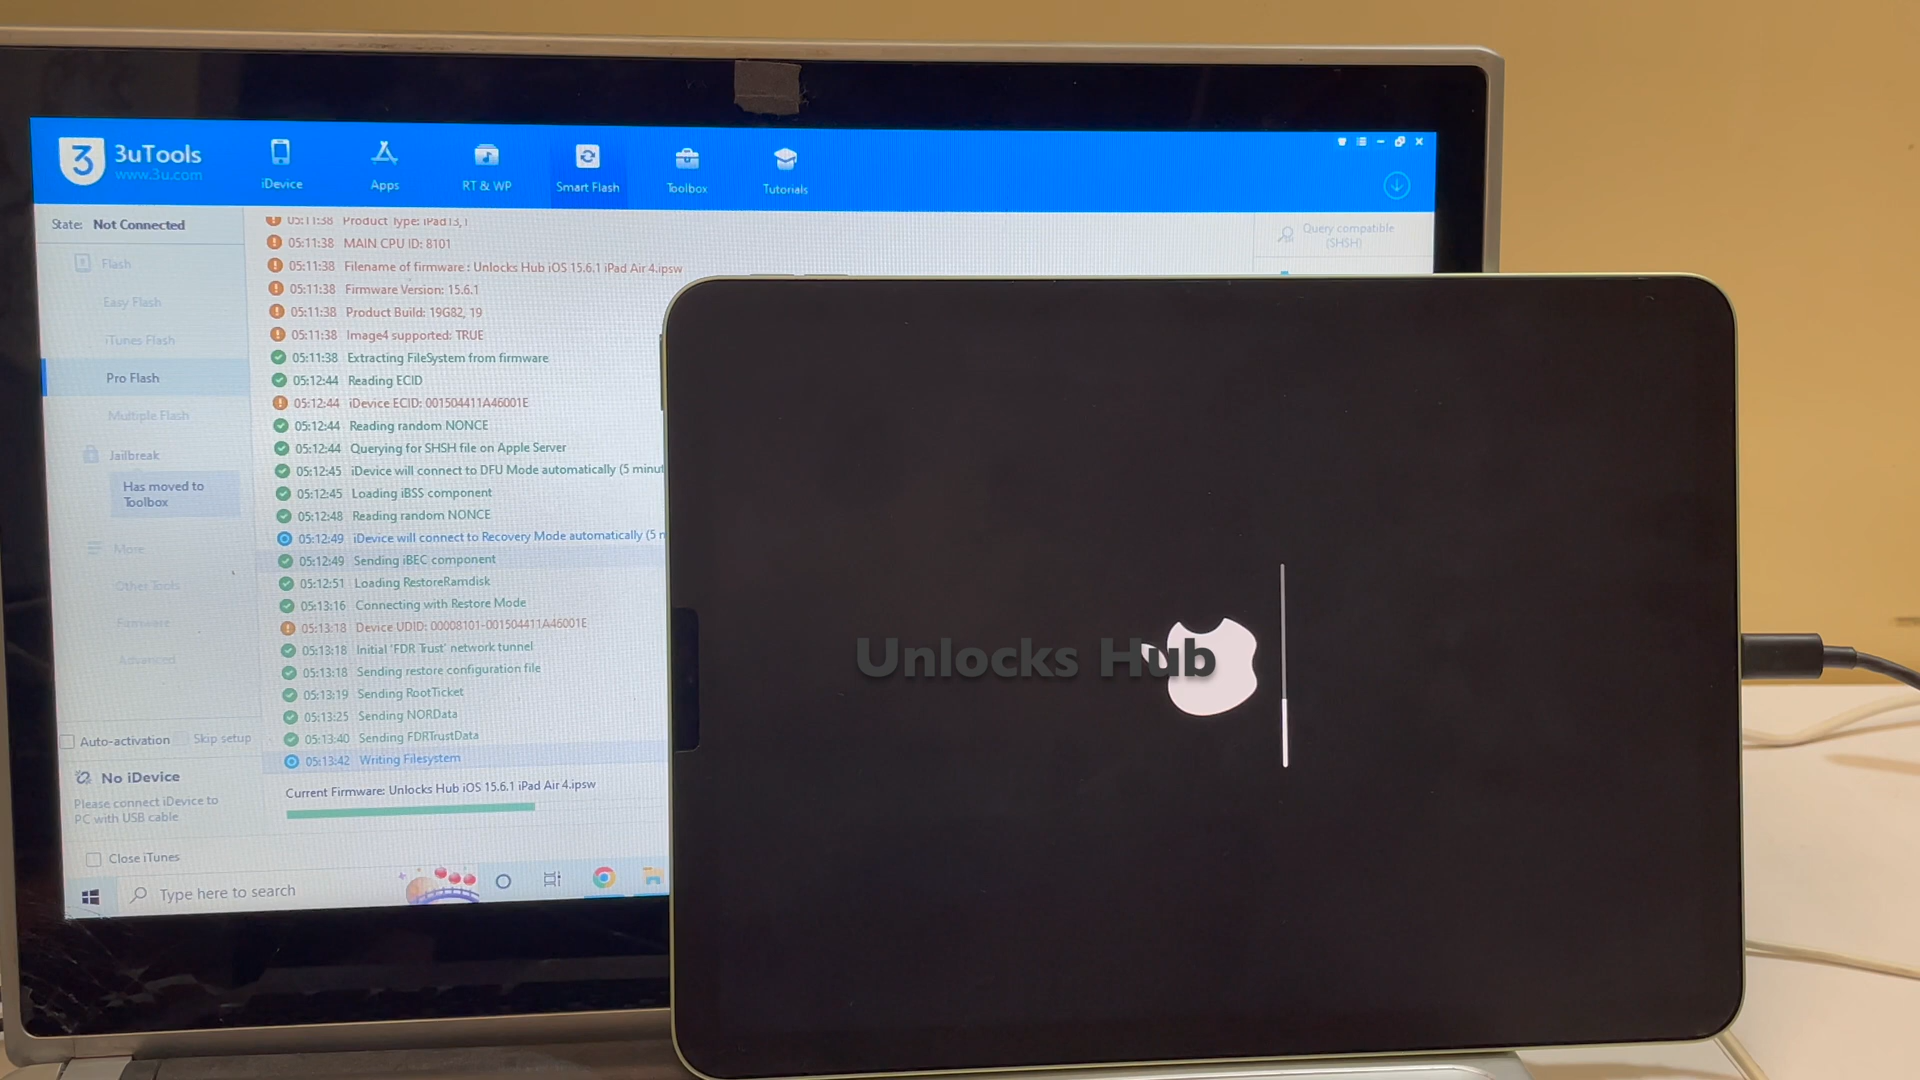 3 3uTools
www.3u.com
iDevice
Apps
RT & WP
Smart Flash
Toolbox
Tutorials
State: Not Connected
Flash
Easy Flash
iTunes Flash
Pro Flash
Multiple Flash
Jailbreak
Has moved to
Toolbox
More
Other Tools
Firmware
Advanced
Auto-activation Skip setup
No iDevice
Please connect iDevice to
PC with USB cable
Close iTunes
05:11:38 Product Type: iPad13,1
05:11:38 MAIN CPU ID: 8101
05:11:38 Filename of firmware : Unlocks Hub iOS 15.6.1 iPad Air 4.ipsw
05:11:38 Firmware Version: 15.6.1
05:11:38 Product Build: 19G82, 19
05:11:38 Image4 supported: TRUE
05:11:38 Extracting FileSystem from firmware
05:12:44 Reading ECID
05:12:44 iDevice ECID: 001504411A46001E
05:12:44 Reading random NONCE
05:12:44 Querying for SHSH file on Apple Server
05:12:45 iDevice will connect to DFU Mode automatically (5 minut
05:12:45 Loading iBSS component
05:12:48 Reading random NONCE
05:12:49 iDevice will connect to Recovery Mode automatically (5 m
05:12:49 Sending iBEC component
05:12:51 Loading RestoreRamdisk
05:13:16 Connecting with Restore Mode
05:13:18 Device UDID: 00008101-001504411A46001E
05:13:18 Initial 'FDR Trust' network tunnel
05:13:18 Sending restore configuration file
05:13:19 Sending RootTicket
05:13:25 Sending NORData
05:13:40 Sending FDRTrustData
05:13:42 Writing Filesystem
Current Firmware: Unlocks Hub iOS 15.6.1 iPad Air 4.ipsw
Query compatible
(SHSH)
Type here to search
Unlocks Hub